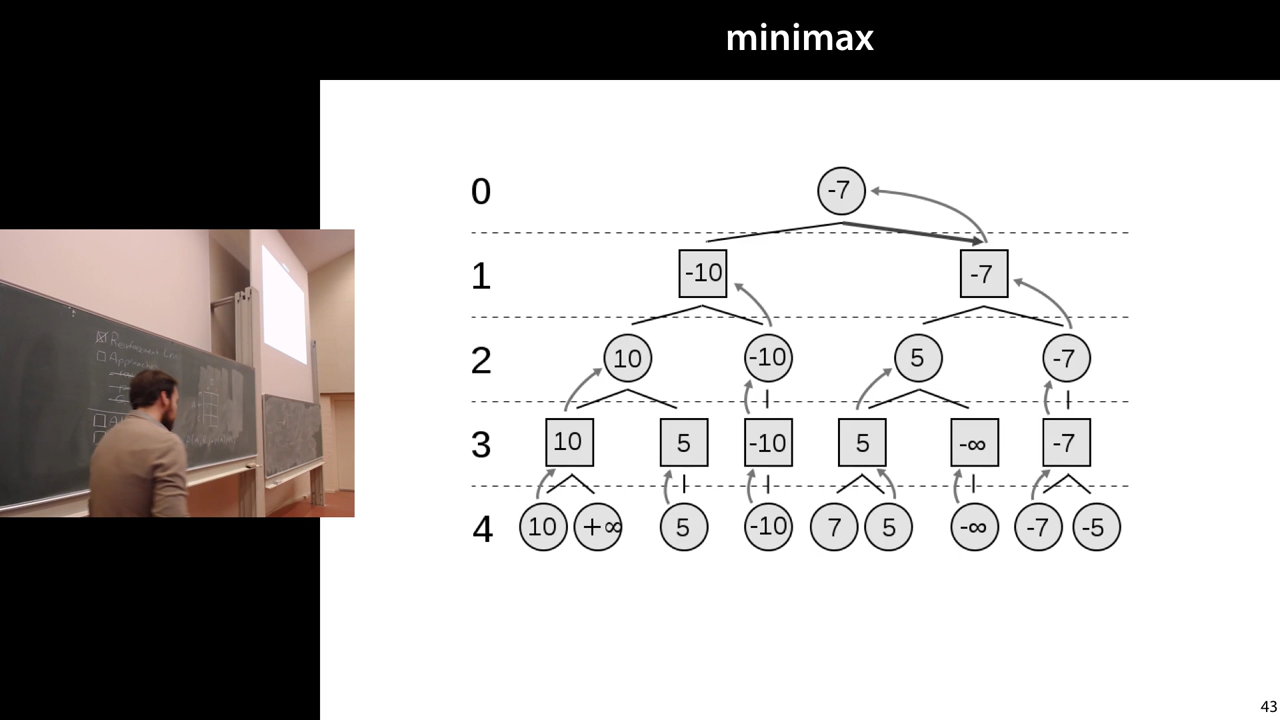 minimax
0 -7
1 -10 -7
2 10 -10 5 -7
3 10 5 -10 5 -∞ -7
4 10 +∞ 5 -10 7 5 -∞ -7 -5
43